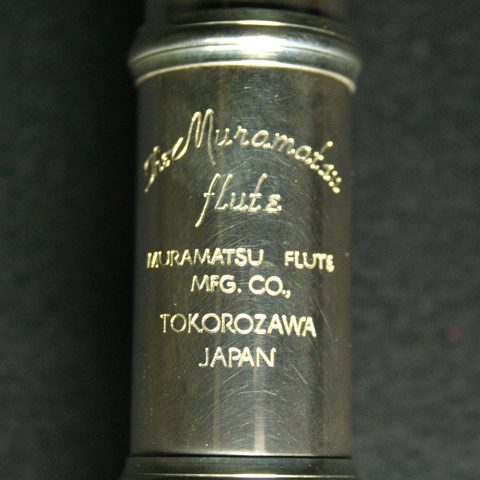 The Muramatsu
flute
MURAMATSU FLUTE
MFG. CO.,
TOKOROZAWA
JAPAN